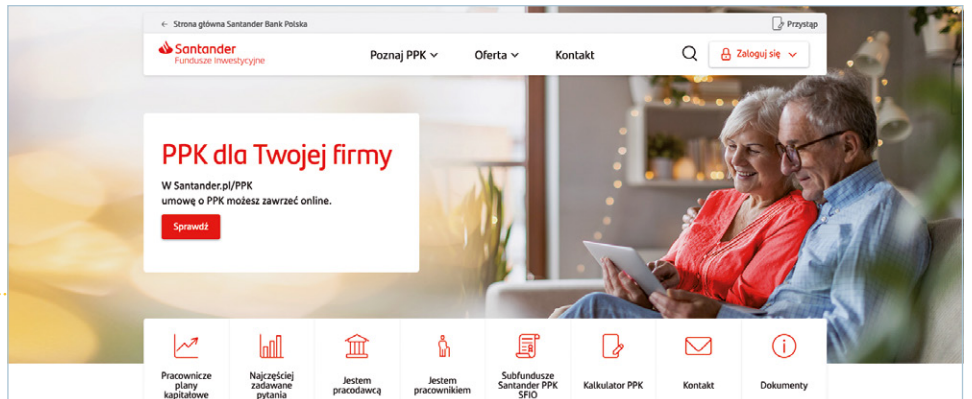 ← Strona główna Santander Bank Polska
Przystąp
Santander
Fundusze Inwestycyjne
Poznaj PPK
Oferta
Kontakt
Zaloguj się
PPK dla Twojej firmy
W Santander.pl/PPK
umowę o PPK możesz zawrzeć online.
Sprawdź
Pracownicze
plany
kapitałowe
Najczęściej
zadawane
pytania
Jestem
pracodawcą
Jestem
pracownikiem
Subfundusze
Santander PPK
SFIO
Kalkulator PPK
Kontakt
Dokumenty